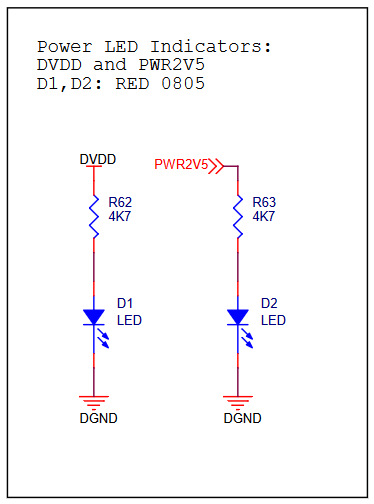 Power LED Indicators:
DVDD and PWR2V5
D1,D2: RED 0805
DVDD
PWR2V5
R62
4K7
R63
4K7
D1
LED
D2
LED
DGND
DGND